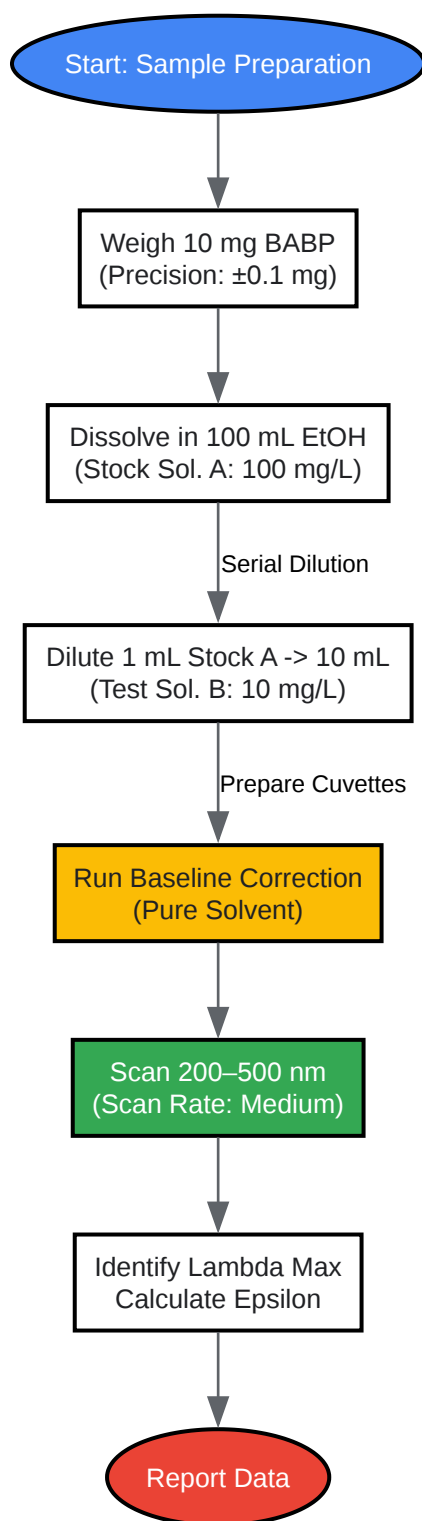 Start: Sample Preparation
Weigh 10 mg BABP
(Precision: ±0.1 mg)
Dissolve in 100 mL EtOH
(Stock Sol. A: 100 mg/L)
Serial Dilution
Dilute 1 mL Stock A -> 10 mL
(Test Sol. B: 10 mg/L)
Prepare Cuvettes
Run Baseline Correction
(Pure Solvent)
Scan 200–500 nm
(Scan Rate: Medium)
Identify Lambda Max
Calculate Epsilon
Report Data